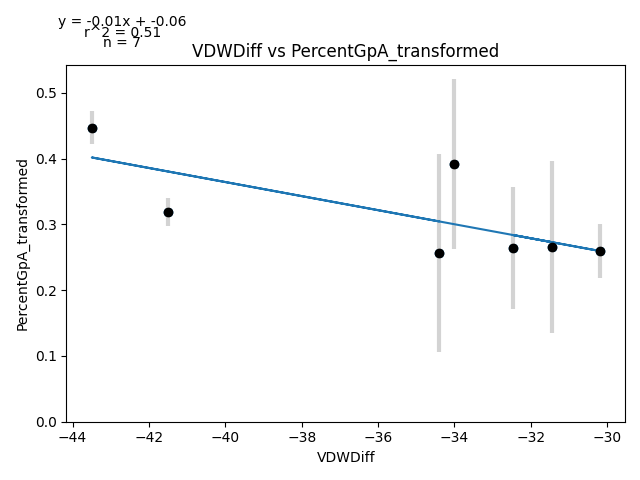 y = -0.01x + -0.06
r^2 = 0.51
n = 7
VDWDiff vs PercentGpA_transformed
PercentGpA_transformed
0.5
0.4
0.3
0.2
0.1
0.0
−44
−42
−40
−38
−36
−34
−32
−30
VDWDiff